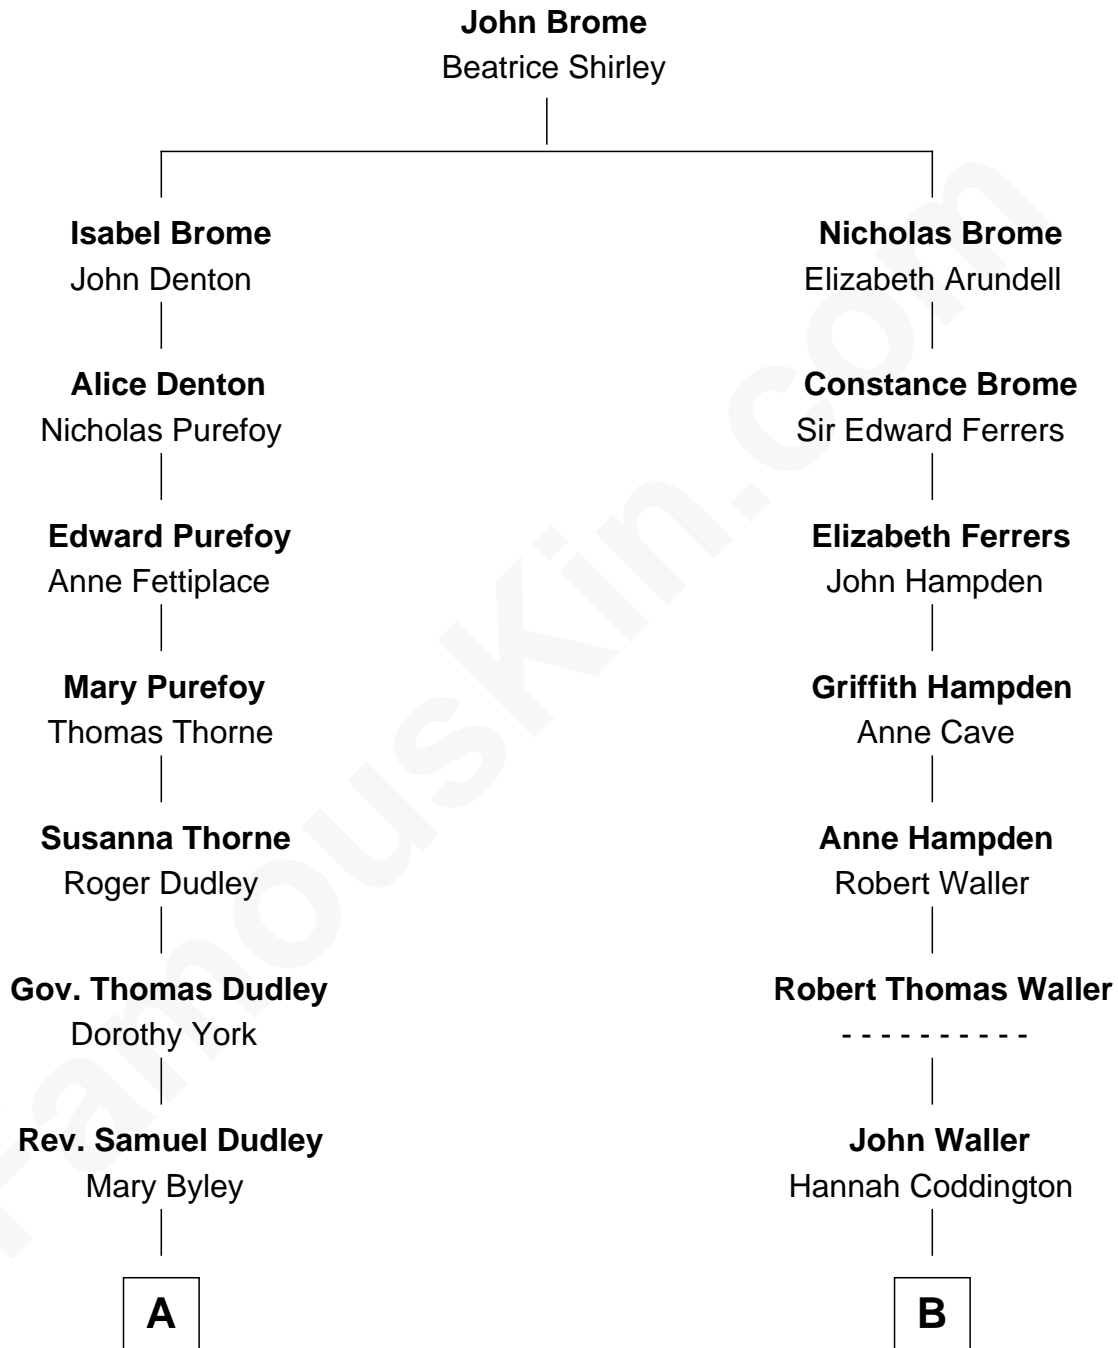 John Brome
Beatrice Shirley
Isabel Brome
John Denton
Nicholas Brome
Elizabeth Arundell
Alice Denton
Nicholas Purefoy
Constance Brome
Sir Edward Ferrers
Edward Purefoy
Anne Fettiplace
Elizabeth Ferrers
John Hampden
Mary Purefoy
Thomas Thorne
Griffith Hampden
Anne Cave
Susanna Thorne
Roger Dudley
Anne Hampden
Robert Waller
Gov. Thomas Dudley
Dorothy York
Robert Thomas Waller
- - - - - - - - - -
Rev. Samuel Dudley
Mary Byley
John Waller
Hannah Coddington
A
B
FamousKin.com